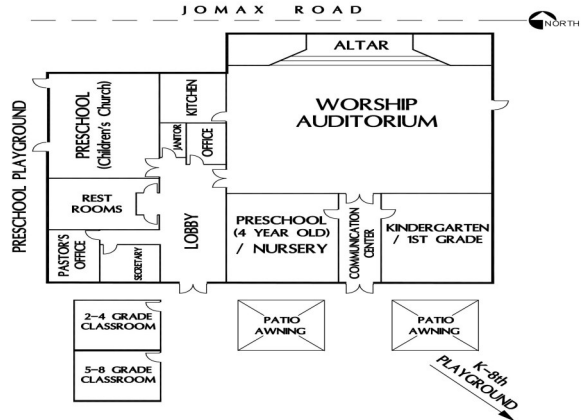 JOMAX ROAD
NORTH
ALTAR
WORSHIP
AUDITORIUM
KITCHEN
PRESCHOOL
(Children's Church)
PRESCHOOL PLAYGROUND
JANITOR
OFFICE
REST
ROOMS
LOBBY
PRESCHOOL
(4 YEAR OLD)
/ NURSERY
COMMUNICATION
CENTER
KINDERGARTEN
/ 1ST GRADE
PASTOR'S
OFFICE
SECRETARY
2-4 GRADE
CLASSROOM
PATIO
AWNING
PATIO
AWNING
5-8 GRADE
CLASSROOM
K-8th
PLAYGROUND